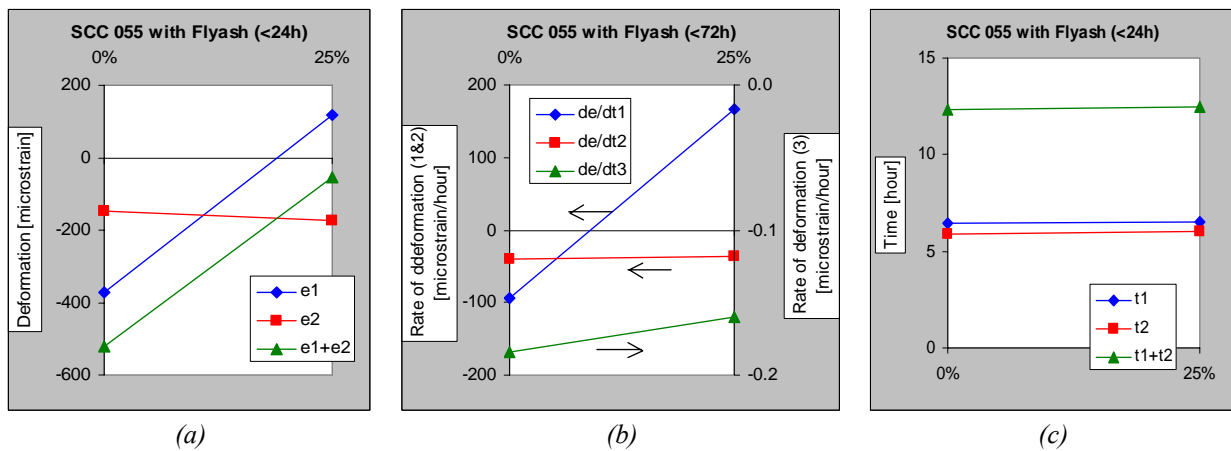 SCC 055 with Flyash (<24h)
0% 25%
200
0
-200
-400
-600
Deformation [microstrain]
e1
e2
e1+e2
(a)
SCC 055 with Flyash (<72h)
0% 25%
200
100
0
-100
-200
Rate of ddeformation (1&2)
[microstrain/hour]
de/dt1
de/dt2
de/dt3
0.0
-0.1
-0.2
Rate of deformation (3)
[microstrain/hour]
(b)
SCC 055 with Flyash (<24h)
15
10
5
0
Time [hour]
t1
t2
t1+t2
0% 25%
(c)